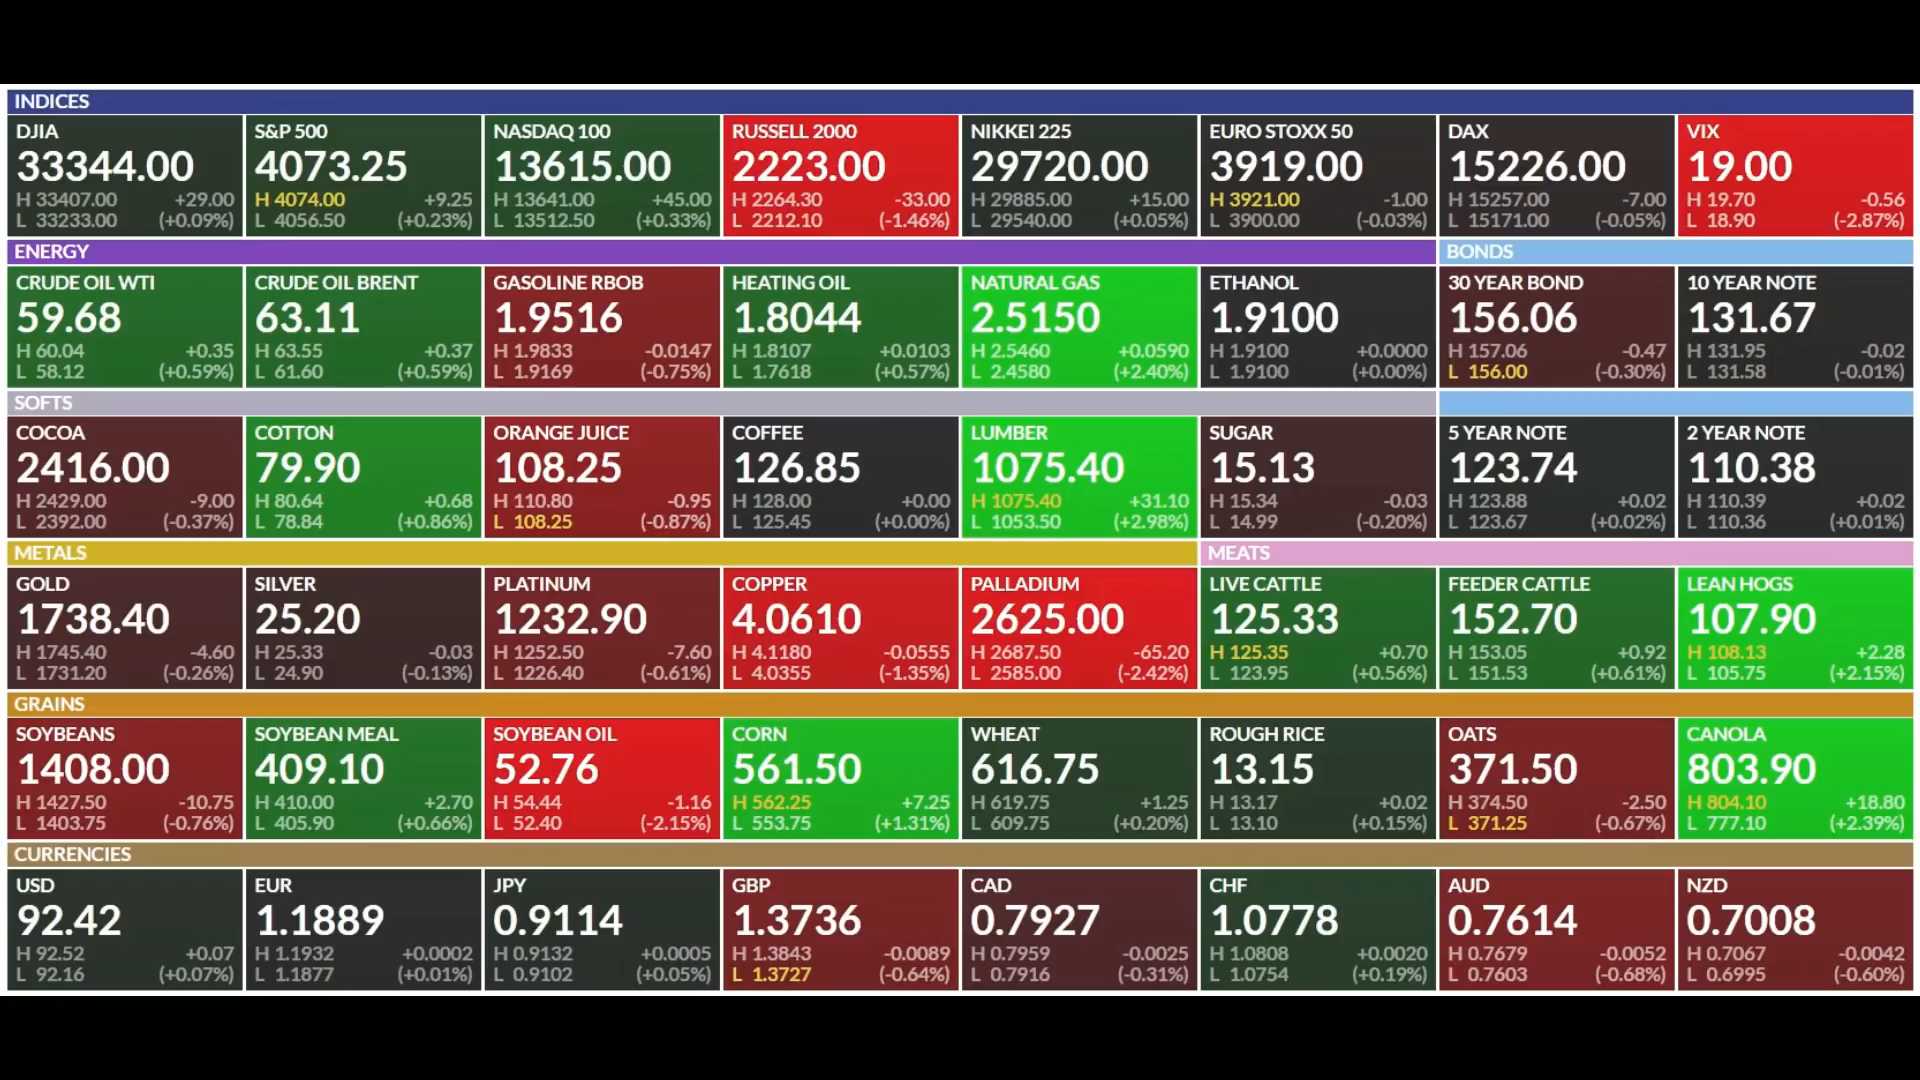 INDICES
DJIA
33344.00
H 33407.00 +29.00
L 33233.00 (+0.09%)
S&P 500
4073.25
H 4074.00 +9.25
L 4056.50 (+0.23%)
NASDAQ 100
13615.00
H 13641.00 +45.00
L 13512.50 (+0.33%)
RUSSELL 2000
2223.00
H 2264.30 -33.00
L 2212.10 (-1.46%)
NIKKEI 225
29720.00
H 29885.00 +15.00
L 29540.00 (+0.05%)
EURO STOXX 50
3919.00
H 3921.00 -1.00
L 3900.00 (-0.03%)
DAX
15226.00
H 15257.00 -7.00
L 15171.00 (-0.05%)
VIX
19.00
H 19.70 -0.56
L 18.90 (-2.87%)
ENERGY
CRUDE OIL WTI
59.68
H 60.04 +0.35
L 58.12 (+0.59%)
CRUDE OIL BRENT
63.11
H 63.55 +0.37
L 61.60 (+0.59%)
GASOLINE RBOB
1.9516
H 1.9833 -0.0147
L 1.9169 (-0.75%)
HEATING OIL
1.8044
H 1.8107 +0.0103
L 1.7618 (+0.57%)
NATURAL GAS
2.5150
H 2.5460 +0.0590
L 2.4580 (+2.40%)
ETHANOL
1.9100
H 1.9100 +0.0000
L 1.9100 (+0.00%)
BONDS
30 YEAR BOND
156.06
H 157.06 -0.47
L 156.00 (-0.30%)
10 YEAR NOTE
131.67
H 131.95 -0.02
L 131.58 (-0.01%)
SOFTS
COCOA
2416.00
H 2429.00 -9.00
L 2392.00 (-0.37%)
COTTON
79.90
H 80.64 +0.68
L 78.84 (+0.86%)
ORANGE JUICE
108.25
H 110.80 -0.95
L 108.25 (-0.87%)
COFFEE
126.85
H 128.00 +0.00
L 125.45 (+0.00%)
LUMBER
1075.40
H 1075.40 +31.10
L 1053.50 (+2.98%)
SUGAR
15.13
H 15.34 -0.03
L 14.99 (-0.20%)
5 YEAR NOTE
123.74
H 123.88 +0.02
L 123.67 (+0.02%)
2 YEAR NOTE
110.38
H 110.39 +0.02
L 110.36 (+0.01%)
METALS
GOLD
1738.40
H 1745.40 -4.60
L 1731.20 (-0.26%)
SILVER
25.20
H 25.33 -0.03
L 24.90 (-0.13%)
PLATINUM
1232.90
H 1252.50 -7.60
L 1226.40 (-0.61%)
COPPER
4.0610
H 4.1180 -0.0555
L 4.0355 (-1.35%)
PALLADIUM
2625.00
H 2687.50 -65.20
L 2585.00 (-2.42%)
MEATS
LIVE CATTLE
125.33
H 125.35 +0.70
L 123.95 (+0.56%)
FEEDER CATTLE
152.70
H 153.05 +0.92
L 151.53 (+0.61%)
LEAN HOGS
107.90
H 108.13 +2.28
L 105.75 (+2.15%)
GRAINS
SOYBEANS
1408.00
H 1427.50 -10.75
L 1403.75 (-0.76%)
SOYBEAN MEAL
409.10
H 410.00 +2.70
L 405.90 (+0.66%)
SOYBEAN OIL
52.76
H 54.44 -1.16
L 52.40 (-2.15%)
CORN
561.50
H 562.25 +7.25
L 553.75 (+1.31%)
WHEAT
616.75
H 619.75 +1.25
L 609.75 (+0.20%)
ROUGH RICE
13.15
H 13.17 +0.02
L 13.10 (+0.15%)
OATS
371.50
H 374.50 -2.50
L 371.25 (-0.67%)
CANOLA
803.90
H 804.10 +18.80
L 777.10 (+2.39%)
CURRENCIES
USD
92.42
H 92.52 +0.07
L 92.16 (+0.07%)
EUR
1.1889
H 1.1932 +0.0002
L 1.1877 (+0.01%)
JPY
0.9114
H 0.9132 +0.0005
L 0.9102 (+0.05%)
GBP
1.3736
H 1.3843 -0.0089
L 1.3727 (-0.64%)
CAD
0.7927
H 0.7959 -0.0025
L 0.7916 (-0.31%)
CHF
1.0778
H 1.0808 +0.0020
L 1.0754 (+0.19%)
AUD
0.7614
H 0.7679 -0.0052
L 0.7603 (-0.68%)
NZD
0.7008
H 0.7067 -0.0042
L 0.6995 (-0.60%)